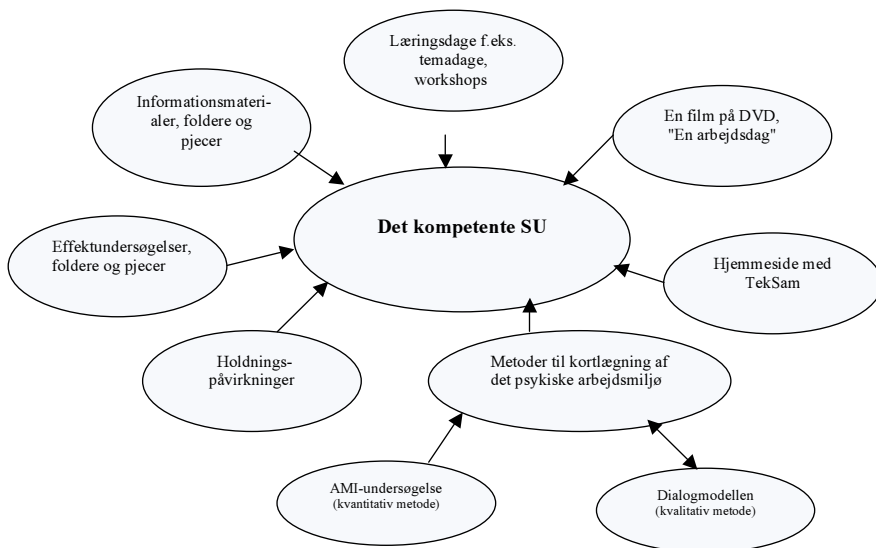 Læringsdage f.eks.
temadage,
workshops
Informationsmateri-
aler, foldere og
pjecer
En film på DVD,
"En arbejdsdag"
Det kompetente SU
Effektundersøgelser,
foldere og pjecer
Hjemmeside med
TekSam
Holdnings-
påvirkninger
Metoder til kortlægning af
det psykiske arbejdsmiljø
AMI-undersøgelse
(kvantitativ metode)
Dialogmodellen
(kvalitativ metode)